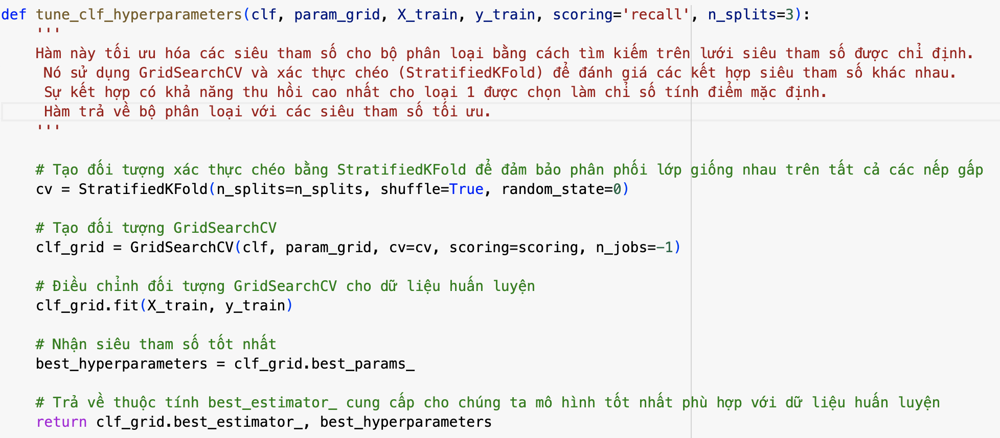 def tune_clf_hyperparameters(clf, param_grid, X_train, y_train, scoring='recall', n_splits=3):
    '''
    Hàm này tối ưu hóa các siêu tham số cho bộ phân loại bằng cách tìm kiếm trên lưới siêu tham số được chỉ định.
     Nó sử dụng GridSearchCV và xác thực chéo (StratifiedKFold) để đánh giá các kết hợp siêu tham số khác nhau.
     Sự kết hợp có khả năng thu hồi cao nhất cho loại 1 được chọn làm chỉ số tính điểm mặc định.
     Hàm trả về bộ phân loại với các siêu tham số tối ưu.
    '''

    # Tạo đối tượng xác thực chéo bằng StratifiedKFold để đảm bảo phân phối lớp giống nhau trên tất cả các nếp gấp
    cv = StratifiedKFold(n_splits=n_splits, shuffle=True, random_state=0)

    # Tạo đối tượng GridSearchCV
    clf_grid = GridSearchCV(clf, param_grid, cv=cv, scoring=scoring, n_jobs=-1)

    # Điều chỉnh đối tượng GridSearchCV cho dữ liệu huấn luyện
    clf_grid.fit(X_train, y_train)

    # Nhận siêu tham số tốt nhất
    best_hyperparameters = clf_grid.best_params_

    # Trả về thuộc tính best_estimator_ cung cấp cho chúng ta mô hình tốt nhất phù hợp với dữ liệu huấn luyện
    return clf_grid.best_estimator_, best_hyperparameters